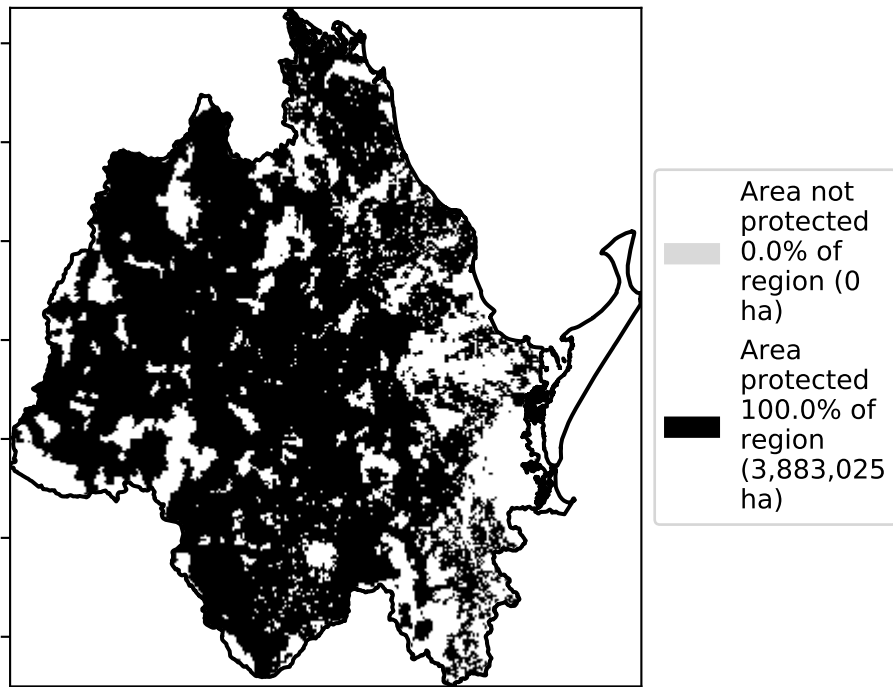 Area not
protected
0.0% of
region (0
ha)
Area
protected
100.0% of
region
(3,883,025
ha)